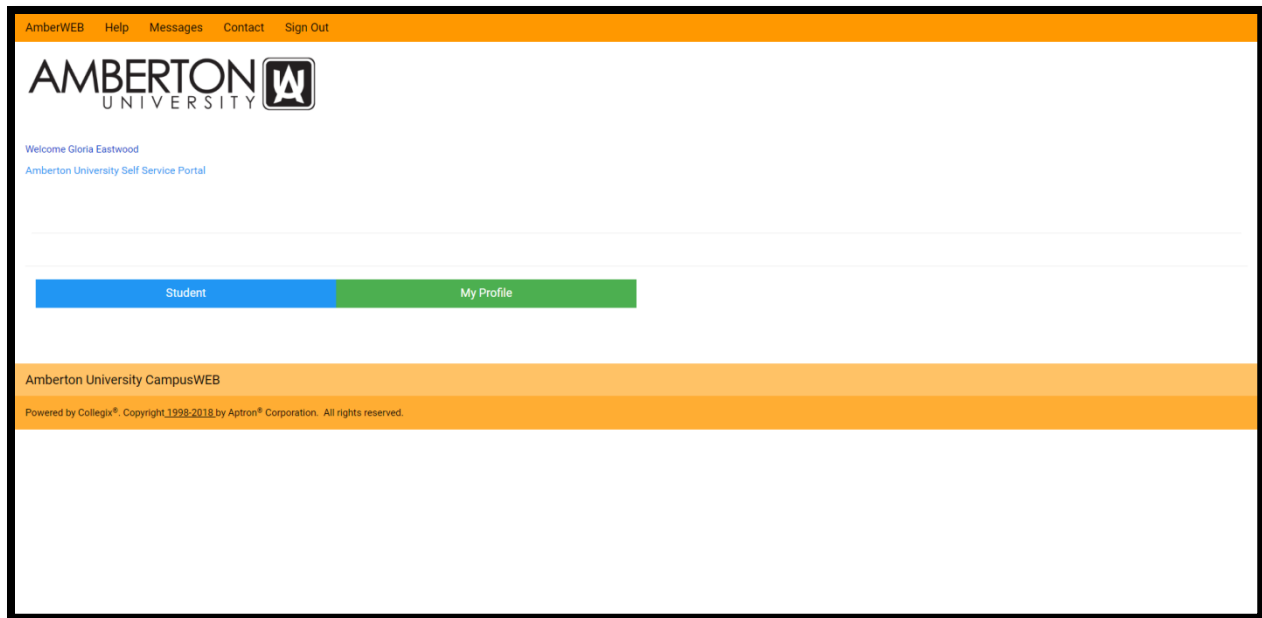 AmberWEB Help Messages Contact Sign Out
AMBERTON
UNIVERSITY
Welcome Gloria Eastwood
Amberton University Self Service Portal
Student My Profile
Amberton University CampusWEB
Powered by Collegix®. Copyright 1998-2018 by Aptron® Corporation. All rights reserved.